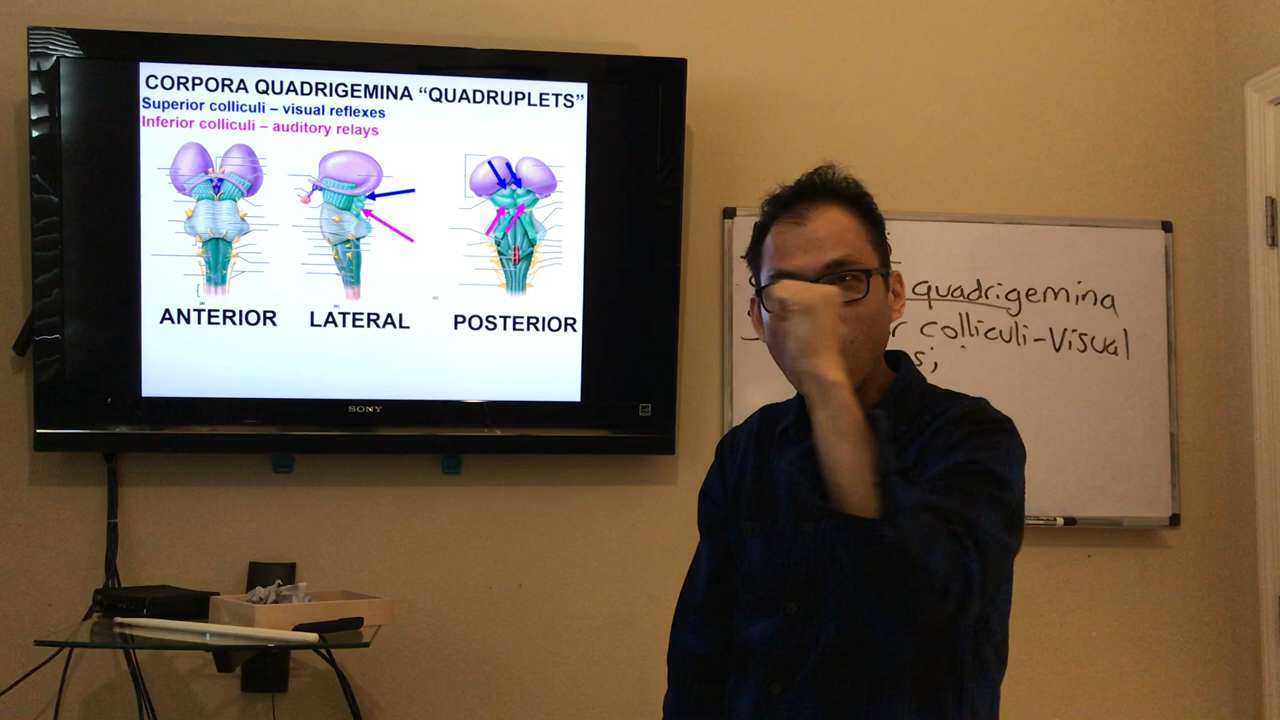 CORPORA QUADRIGEMINA “QUADRUPLETS”
Superior colliculi – visual reflexes
Inferior colliculi – auditory relays
ANTERIOR LATERAL POSTERIOR
SONY
quadrigemina
colliculi-Visual